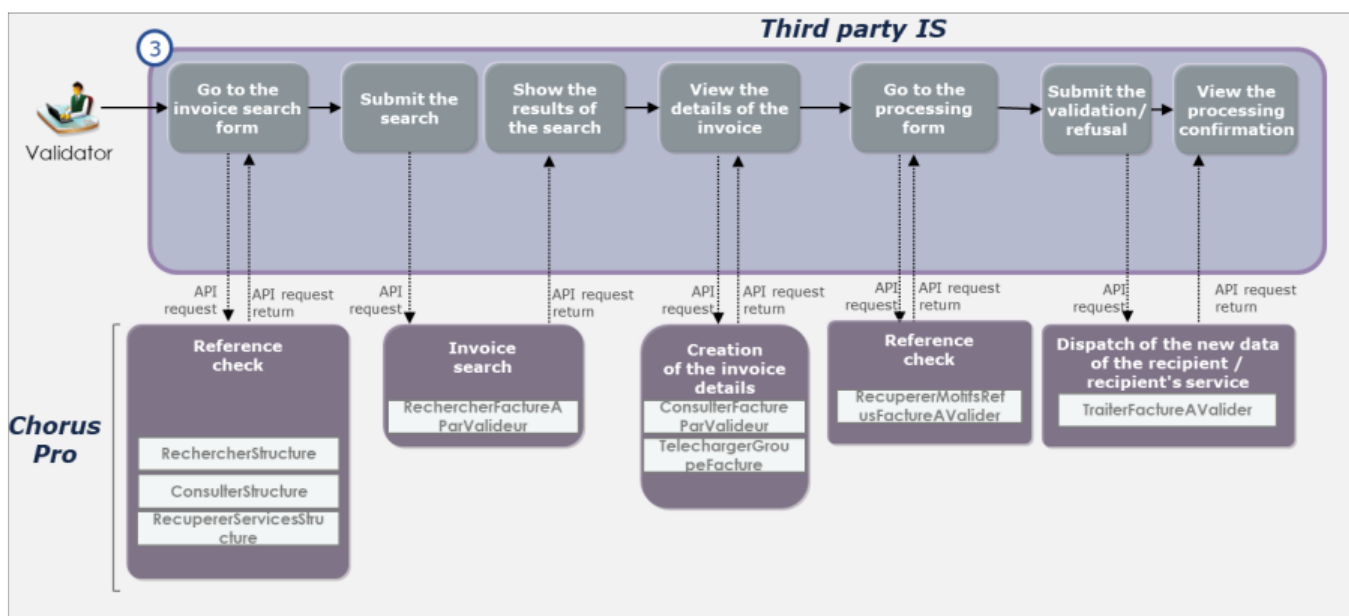 Third party IS
3
Validator
Go to the
invoice search
form
Submit the
search
Show the
results of
the search
View the
details of the
invoice
Go to the
processing
form
Submit the
validation/
refusal
View the
processing
confirmation
API
request
API request
return
API
request
API request
return
API
request
API request
return
API
request
API request
return
API
request
API request
return
Chorus
Pro
Reference
check
RechercherStructure
ConsulterStructure
RecupererServicesStru
cture
Invoice
search
RechercherFactureA
ParValideur
Creation
of the invoice
details
ConsulterFacture
ParValideur
TelechargerGrou
peFacture
Reference
check
RecupererMotifsRef
usFactureAValider
Dispatch of the new data
of the recipient /
recipient's service
TraiterFactureAValider